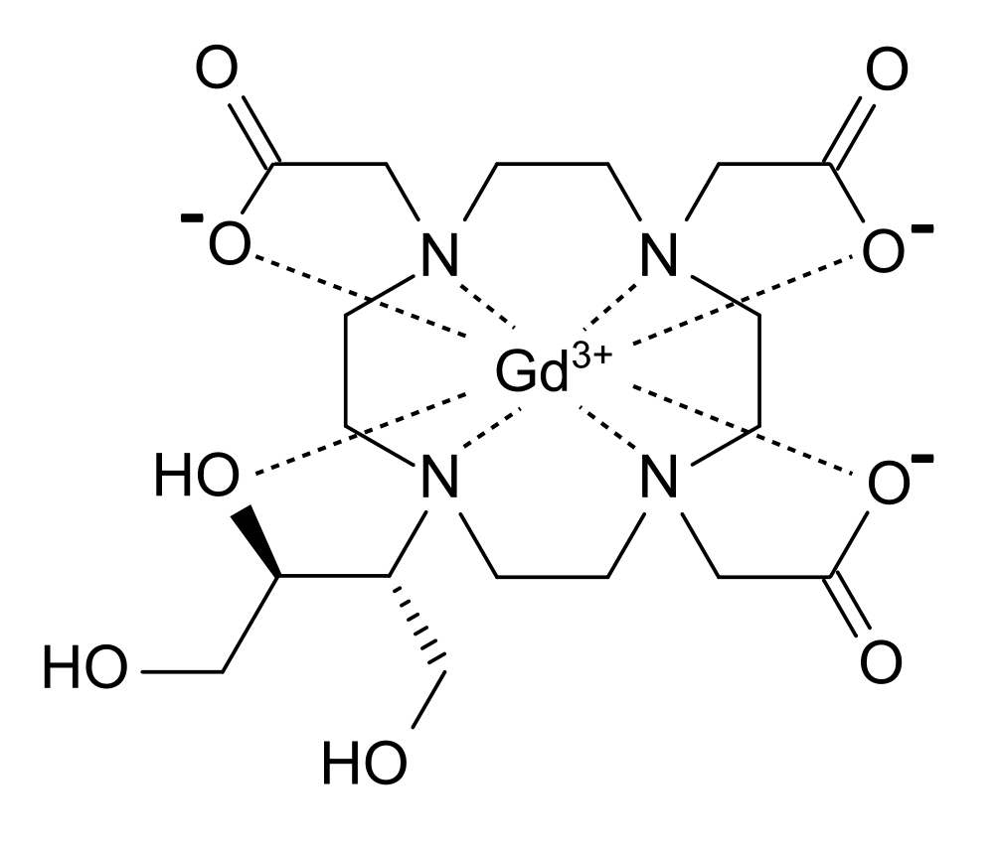 O O
-O N N O-
Gd3+
HO N N O-
HO O
HO